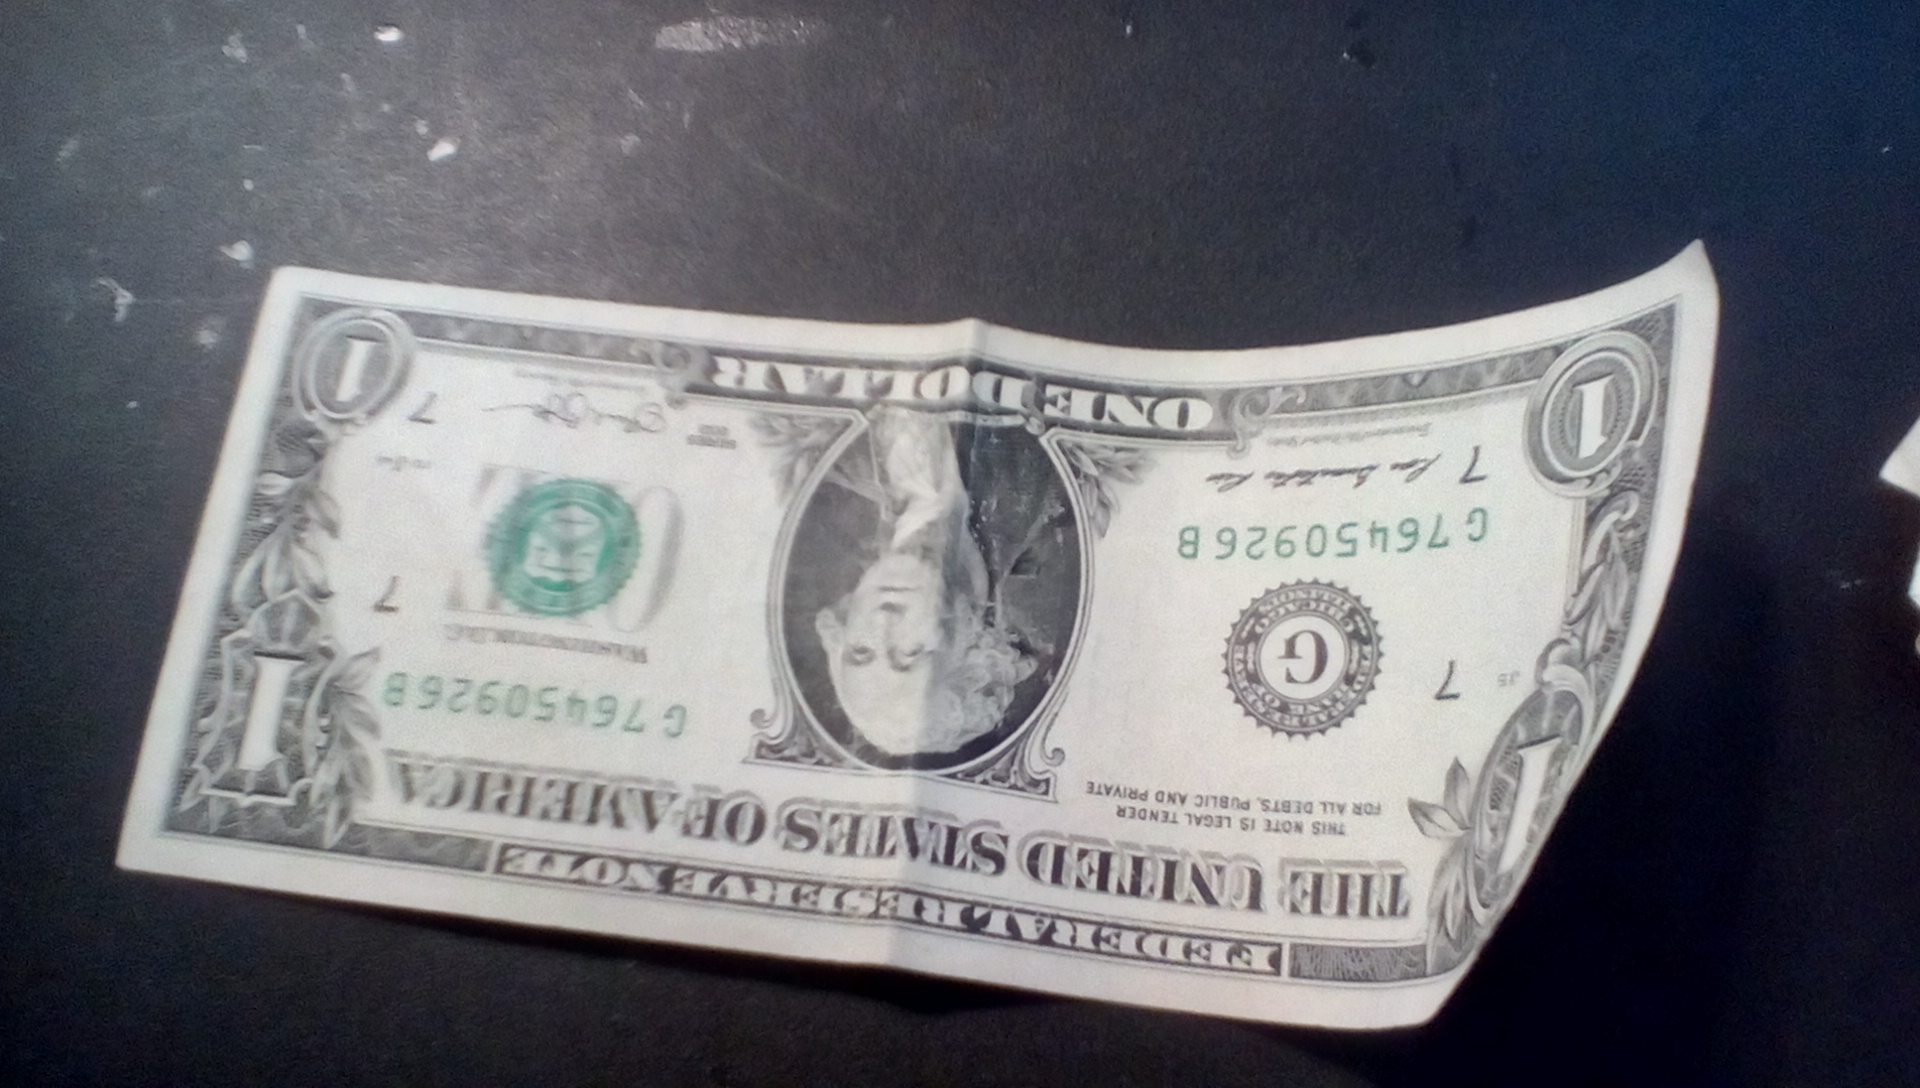 FEDERAL RESERVE NOTE
THE UNITED STATES OF AMERICA
THIS NOTE IS LEGAL TENDER
FOR ALL DEBTS, PUBLIC AND PRIVATE
G 76450926 B
7
G
7
G 76450926 B
WASHINGTON, D.C.
7
7
ONE DOLLAR
1
1
1
1